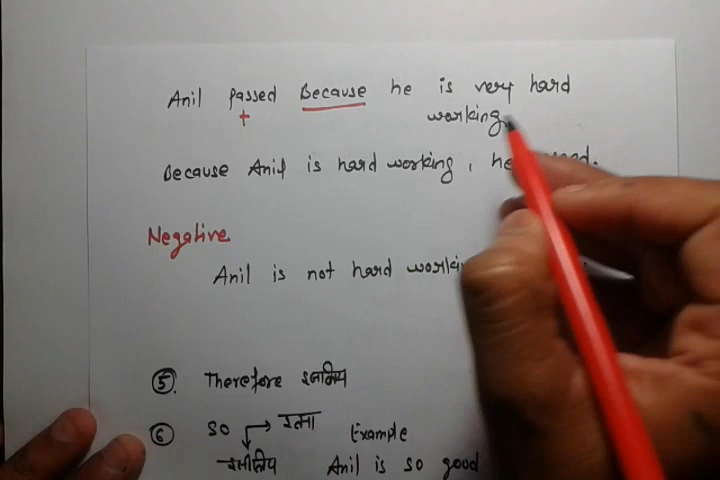 Anil passed Because he is very hard
+ working
Because Anil is hard working, he
Negative
Anil is not hard
⑤. Therefore इसलिए
⑥ so → इतना Example
इसलिए Anil is so good